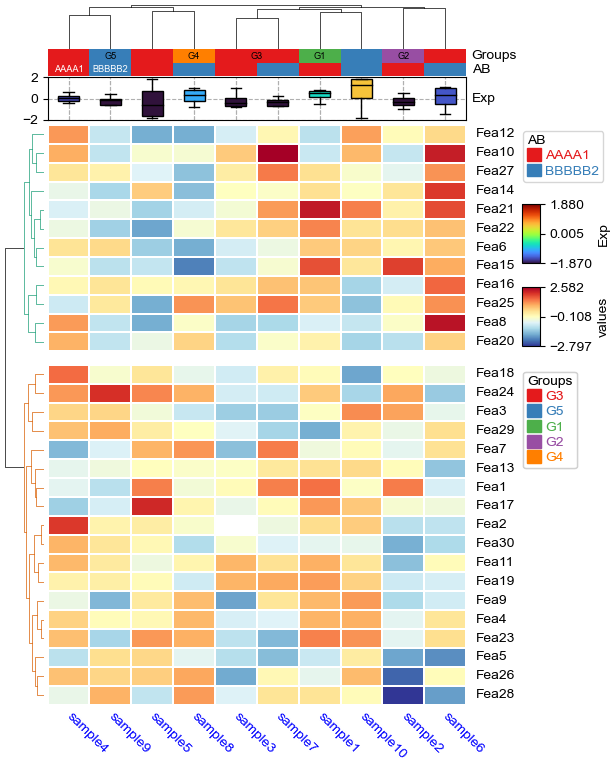 G5 G4 G3 G1 G2 Groups
AAAA1 BBBBB2 AB
2
0
−2
Exp
Fea12
Fea10
Fea27
Fea14
Fea21
Fea22
Fea6
Fea15
Fea16
Fea25
Fea8
Fea20
Fea18
Fea24
Fea3
Fea29
Fea7
Fea13
Fea1
Fea17
Fea2
Fea30
Fea11
Fea19
Fea9
Fea4
Fea23
Fea5
Fea26
Fea28
sample4 sample9 sample5 sample8 sample3 sample7 sample1 sample10 sample2 sample6
AB
AAAA1
BBBBB2
1.880
0.005
-1.870
Exp
2.582
-0.108
-2.797
values
Groups
G3
G5
G1
G2
G4